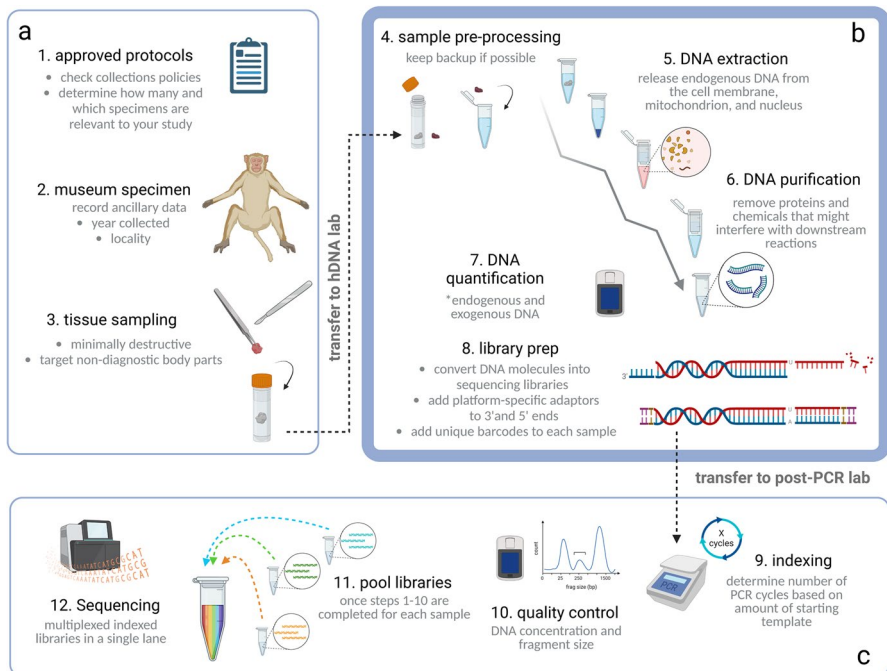 a
1. approved protocols
• check collections policies
• determine how many and
which specimens are
relevant to your study
2. museum specimen
record ancillary data
• year collected
• locality
3. tissue sampling
• minimally destructive
• target non-diagnostic body parts
transfer to hDNA lab
b
4. sample pre-processing
keep backup if possible
5. DNA extraction
release endogenous DNA from
the cell membrane,
mitochondrion, and nucleus
6. DNA purification
remove proteins and
chemicals that might
interfere with downstream
reactions
7. DNA
quantification
*endogenous and
exogenous DNA
8. library prep
• convert DNA molecules into
sequencing libraries
• add platform-specific adaptors
to 3'and 5' ends
• add unique barcodes to each sample
3'
U
U
A
transfer to post-PCR lab
c
X
cycles
PCR
9. indexing
determine number of
PCR cycles based on
amount of starting
template
count
0 25 250 1500
frag size (bp)
10. quality control
DNA concentration and
fragment size
11. pool libraries
once steps 1-10 are
completed for each sample
12. Sequencing
multiplexed indexed
libraries in a single lane